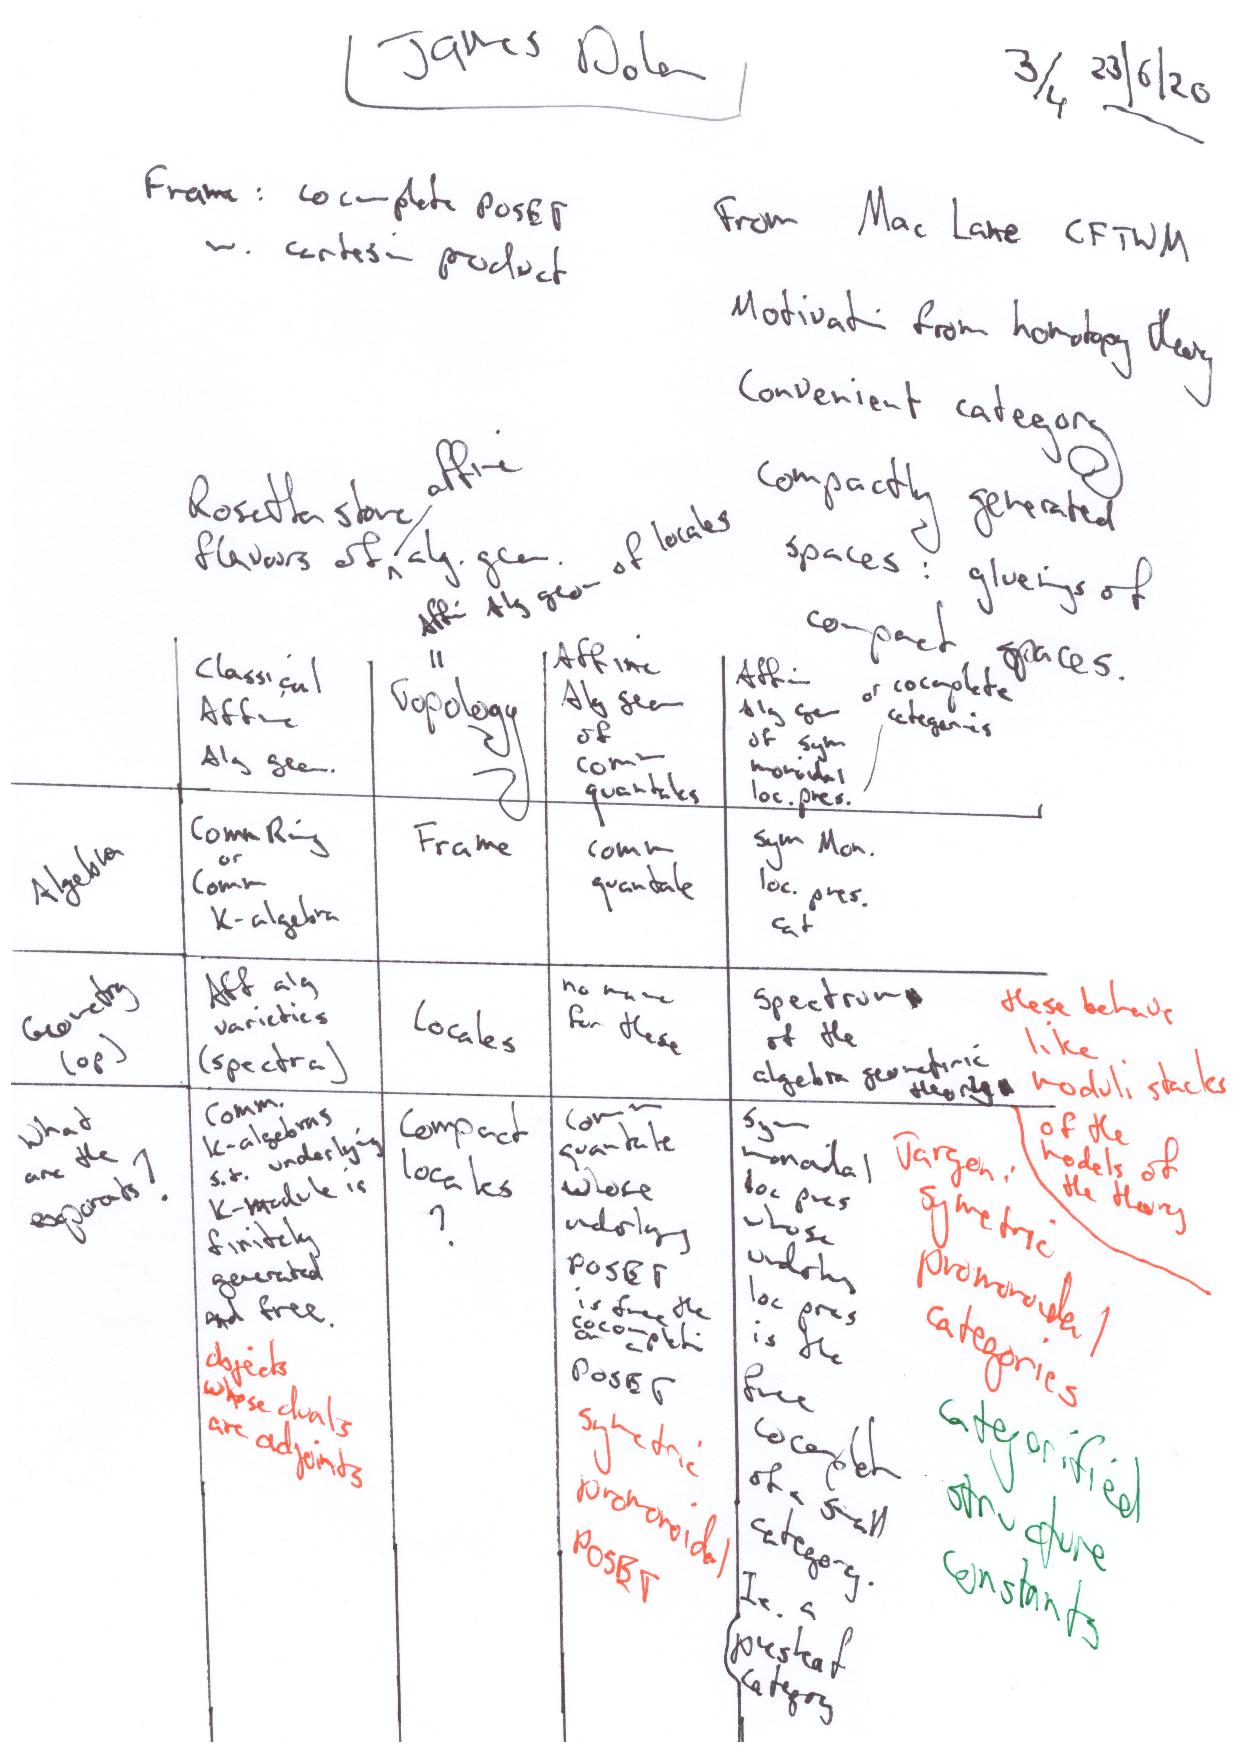 James Dolan
3/4 23/6/20
Frame: cocomplete POSET
w. cartesian product
From Mac Lane CFTWM
Motivation from homotopy theory
Convenient category
compactly generated
spaces: glueings of
compact spaces.
Rosetta stone
flavours of affine alg. geom.
Affine Alg geom of locales
=
Classical
Affine
Alg geom.
Topology
Affine
Alg geom
of
comm
quantales
Affine
Alg geom
of sym
monoidal
loc. pres.
or cocomplete
categories
Algebra
Comm Ring
or
Comm
K-algebra
Frame
comm
quantale
sym Mon.
loc. pres.
cat
Geometry
(op)
Aff alg
varieties
(spectra)
Locales
no name
for these
Spectrum
of the
algebra geometric
theory
these behave
like
moduli stacks
of the
models of
the theory
What
are the
Comm.
K-algebras
s.t. underlying
K-module is
finitely
generated
and free.
objects
whose duals
are adjoints
Compact
locales
?
comm
quantale
whose
underlying
POSET
is free
cocompletion
POSET
symetric
promonoidal
POSET
Sym
monoidal
loc pres
whose
underlying
loc pres
is the
free
cocompletn
of a small
category.
I.e. a
presheaf
category
Jargon:
symetric
promonoidal
categories
categorified
structure
constants